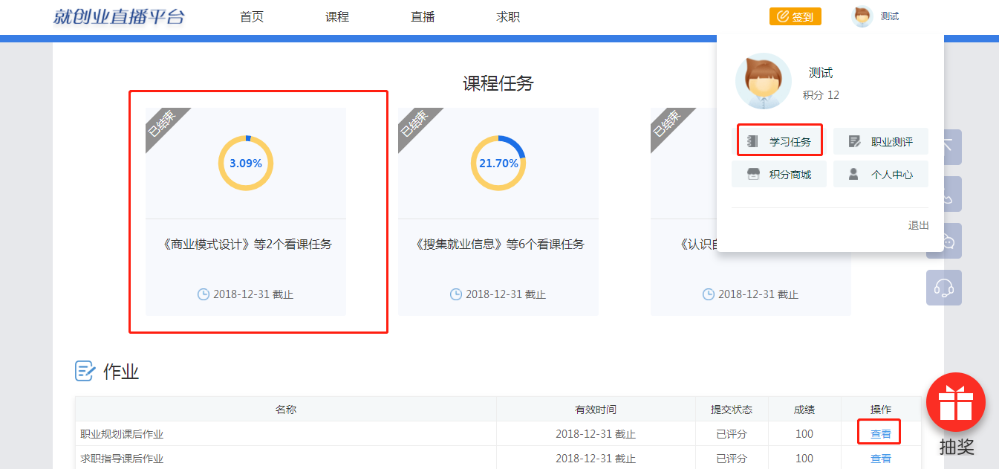 就创业直播平台
首页
课程
直播
求职
签到
测试
课程任务
测试
积分 12
学习任务
职业测评
积分商城
个人中心
退出
已结束
3.09%
《商业模式设计》等2个看课任务
2018-12-31 截止
已结束
21.70%
《搜集就业信息》等6个看课任务
2018-12-31 截止
已结束
《认识
2018-12-31 截止
作业
名称 有效时间 提交状态 成绩 操作
职业规划课后作业 2018-12-31 截止 已评分 100 查看
求职指导课后作业 2018-12-31 截止 已评分 100 查看
抽奖